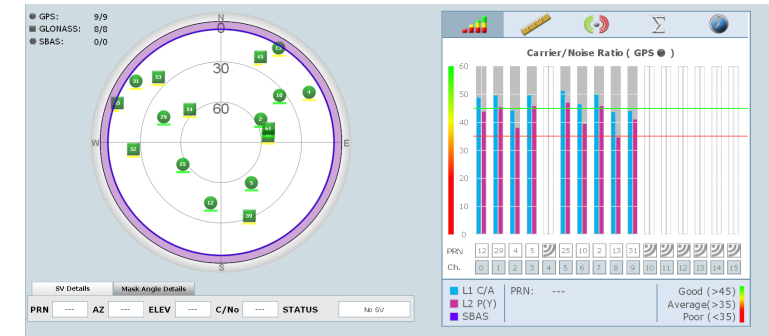 GPS: 9/9
GLONASS: 8/8
SBAS: 0/0
N
0
30
60
W
E
S
45
31
53
10
4
29
54
2
61
52
25
5
12
39
SV Details
Mask Angle Details
PRN --- AZ --- ELEV --- C/No --- STATUS No SV
Σ
Carrier/Noise Ratio ( GPS )
60
50
40
30
20
10
0
PRN 12 29 4 5 25 10 2 13 31
Ch. 0 1 2 3 4 5 6 7 8 9 10 11 12 13 14 15
L1 C/A
L2 P(Y)
SBAS
PRN: ---
Good (>45)
Average(>35)
Poor (<35)